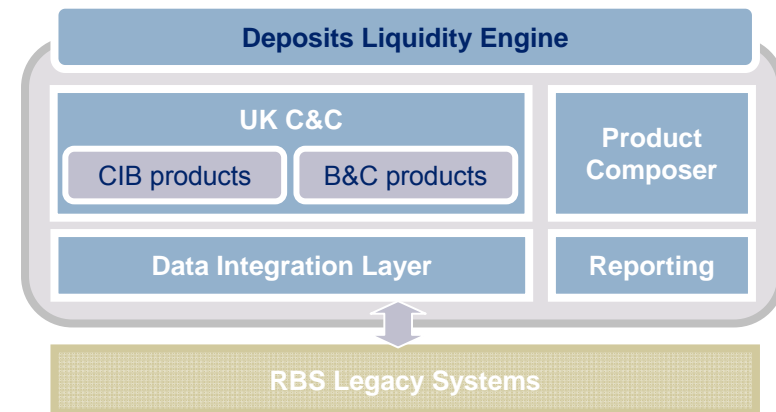 Deposits Liquidity Engine
UK C&C
CIB products
B&C products
Product
Composer
Data Integration Layer
Reporting
RBS Legacy Systems